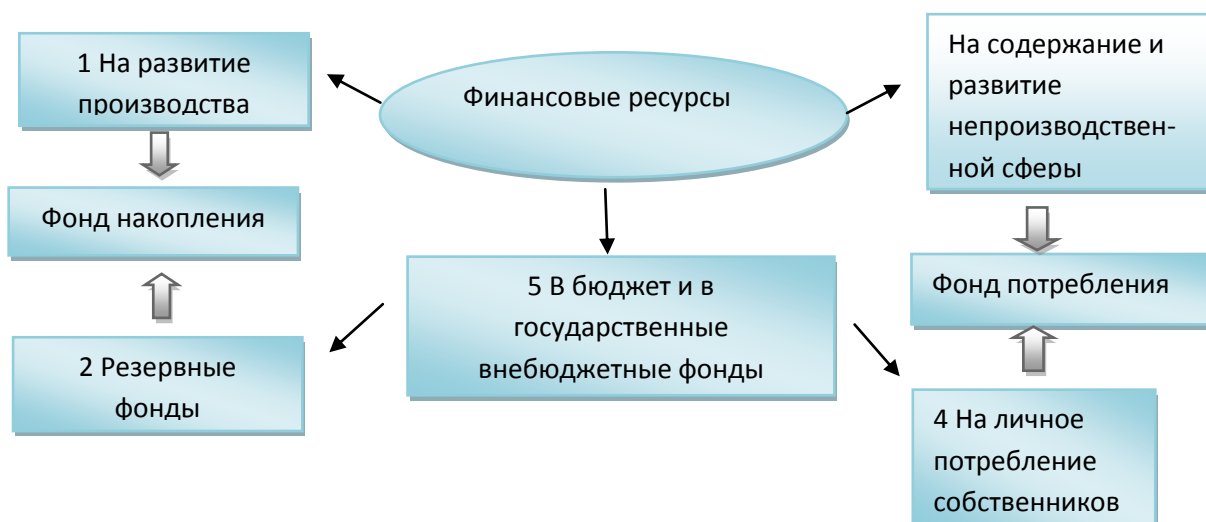 1 На развитие
производства
Финансовые ресурсы
На содержание и
развитие
непроизводствен-
ной сферы
Фонд накопления
Фонд потребления
5 В бюджет и в
государственные
внебюджетные фонды
2 Резервные
фонды
4 На личное
потребление
собственников